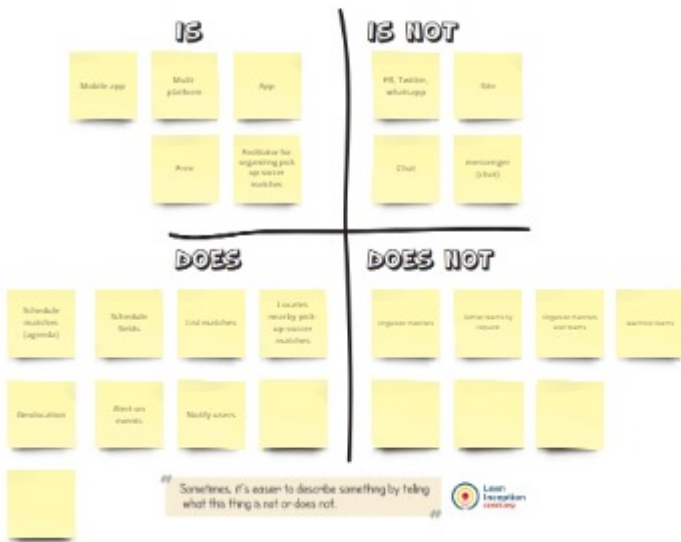 IS
IS NOT
Mobile app
Multi
platform
App
FB, Twitter,
whatsapp
Site
Free
Facilitator for
organizing pick
up soccer
matches
Chat
messenger
(chat)
DOES
DOES NOT
Schedule
matches
(agenda)
Schedule
fields
List matches
Locates
nearby pick
up soccer
matches
Organize matches
Geolocation
Alert on
events
Notify users
"Sometimes, it's easier to describe something by telling
what this thing is not or does not."
Lean
Inception